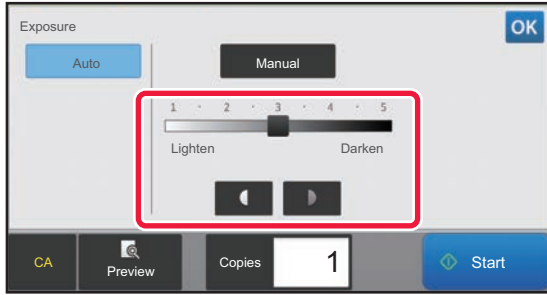 Exposure
OK
Auto
Manual
1 · 2 · 3 · 4 · 5
Lighten Darken
CA
Preview
Copies
1
Start